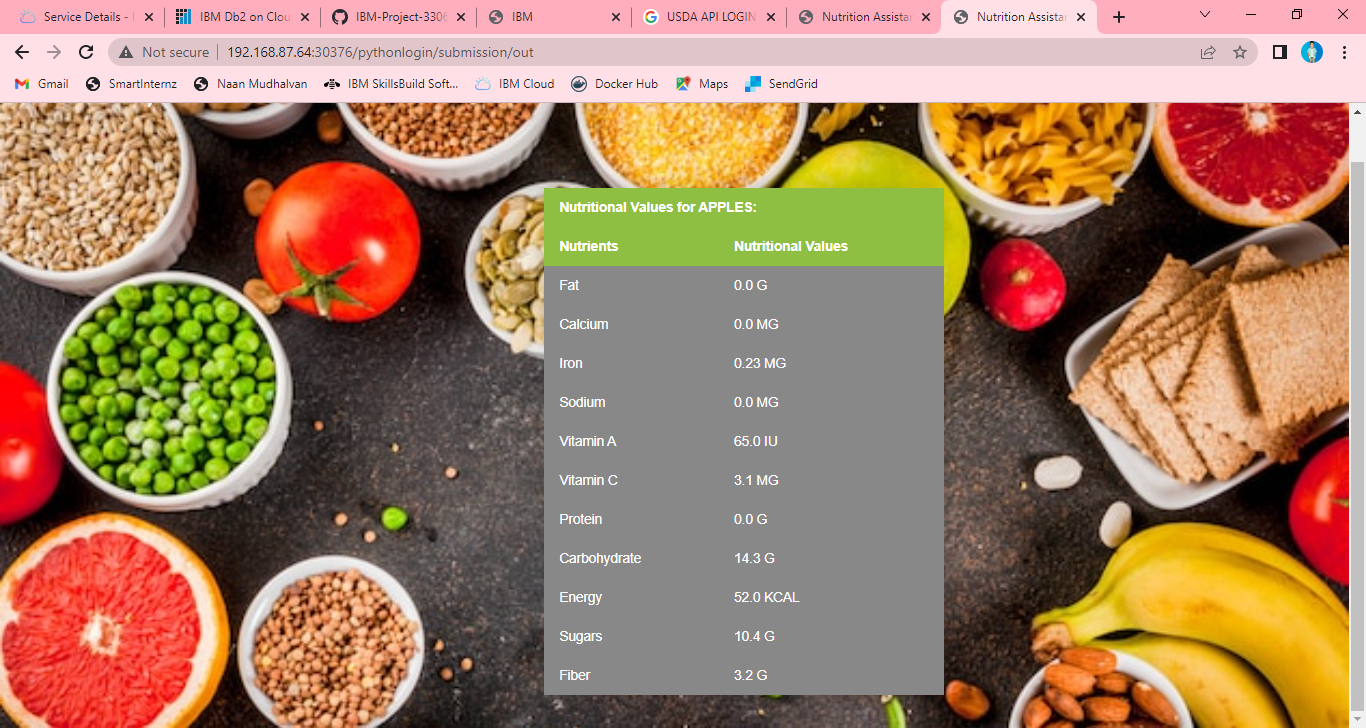 Service Details - 
IBM Db2 on Clou
IBM-Project-3306
IBM
USDA API LOGIN
Nutrition Assistan
Nutrition Assistan
Not secure
192.168.87.64:30376/pythonlogin/submission/out
Gmail
SmartInternz
Naan Mudhalvan
IBM SkillsBuild Soft...
IBM Cloud
Docker Hub
Maps
SendGrid
Nutritional Values for APPLES:
Nutrients Nutritional Values
Fat 0.0 G
Calcium 0.0 MG
Iron 0.23 MG
Sodium 0.0 MG
Vitamin A 65.0 IU
Vitamin C 3.1 MG
Protein 0.0 G
Carbohydrate 14.3 G
Energy 52.0 KCAL
Sugars 10.4 G
Fiber 3.2 G